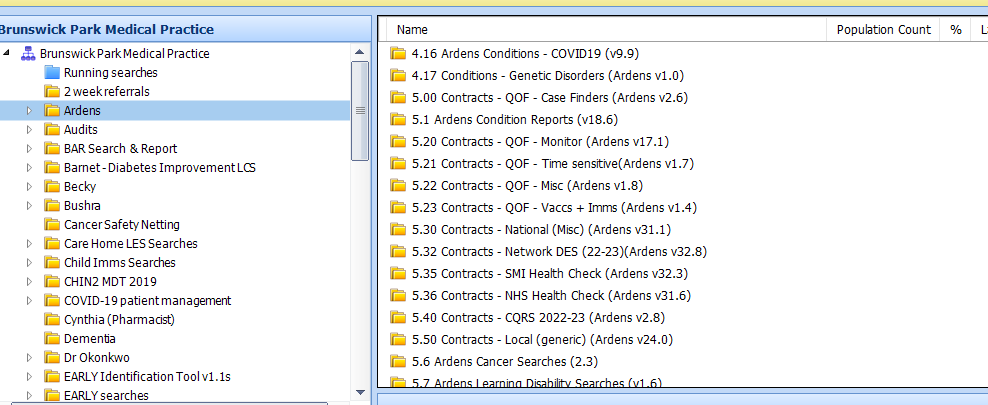 Brunswick Park Medical Practice
Brunswick Park Medical Practice
Running searches
2 week referrals
Ardens
Audits
BAR Search & Report
Barnet - Diabetes Improvement LCS
Becky
Bushra
Cancer Safety Netting
Care Home LES Searches
Child Imms Searches
CHIN2 MDT 2019
COVID-19 patient management
Cynthia (Pharmacist)
Dementia
Dr Okonkwo
EARLY Identification Tool v1.1s
EARLY searches
Name Population Count %
4.16 Ardens Conditions - COVID19 (v9.9)
4.17 Conditions - Genetic Disorders (Ardens v1.0)
5.00 Contracts - QOF - Case Finders (Ardens v2.6)
5.1 Ardens Condition Reports (v18.6)
5.20 Contracts - QOF - Monitor (Ardens v17.1)
5.21 Contracts - QOF - Time sensitive(Ardens v1.7)
5.22 Contracts - QOF - Misc (Ardens v1.8)
5.23 Contracts - QOF - Vaccs + Imms (Ardens v1.4)
5.30 Contracts - National (Misc) (Ardens v31.1)
5.32 Contracts - Network DES (22-23)(Ardens v32.8)
5.35 Contracts - SMI Health Check (Ardens v32.3)
5.36 Contracts - NHS Health Check (Ardens v31.6)
5.40 Contracts - CQRS 2022-23 (Ardens v2.8)
5.50 Contracts - Local (generic) (Ardens v24.0)
5.6 Ardens Cancer Searches (2.3)
5.7 Ardens Learning Disability Searches (v1.6)